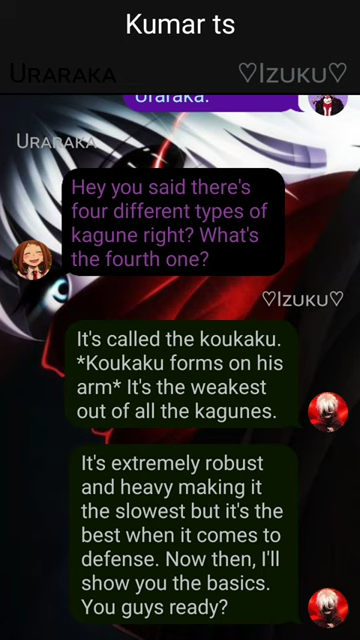 Kumar ts
Uraraka ♡Izuku♡
Uraraka.
Uraraka
Hey you said there's
four different types of
kagune right? What's
the fourth one?
♡Izuku♡
It's called the koukaku.
*Koukaku forms on his
arm* It's the weakest
out of all the kagunes.
It's extremely robust
and heavy making it
the slowest but it's the
best when it comes to
defense. Now then, I'll
show you the basics.
You guys ready?